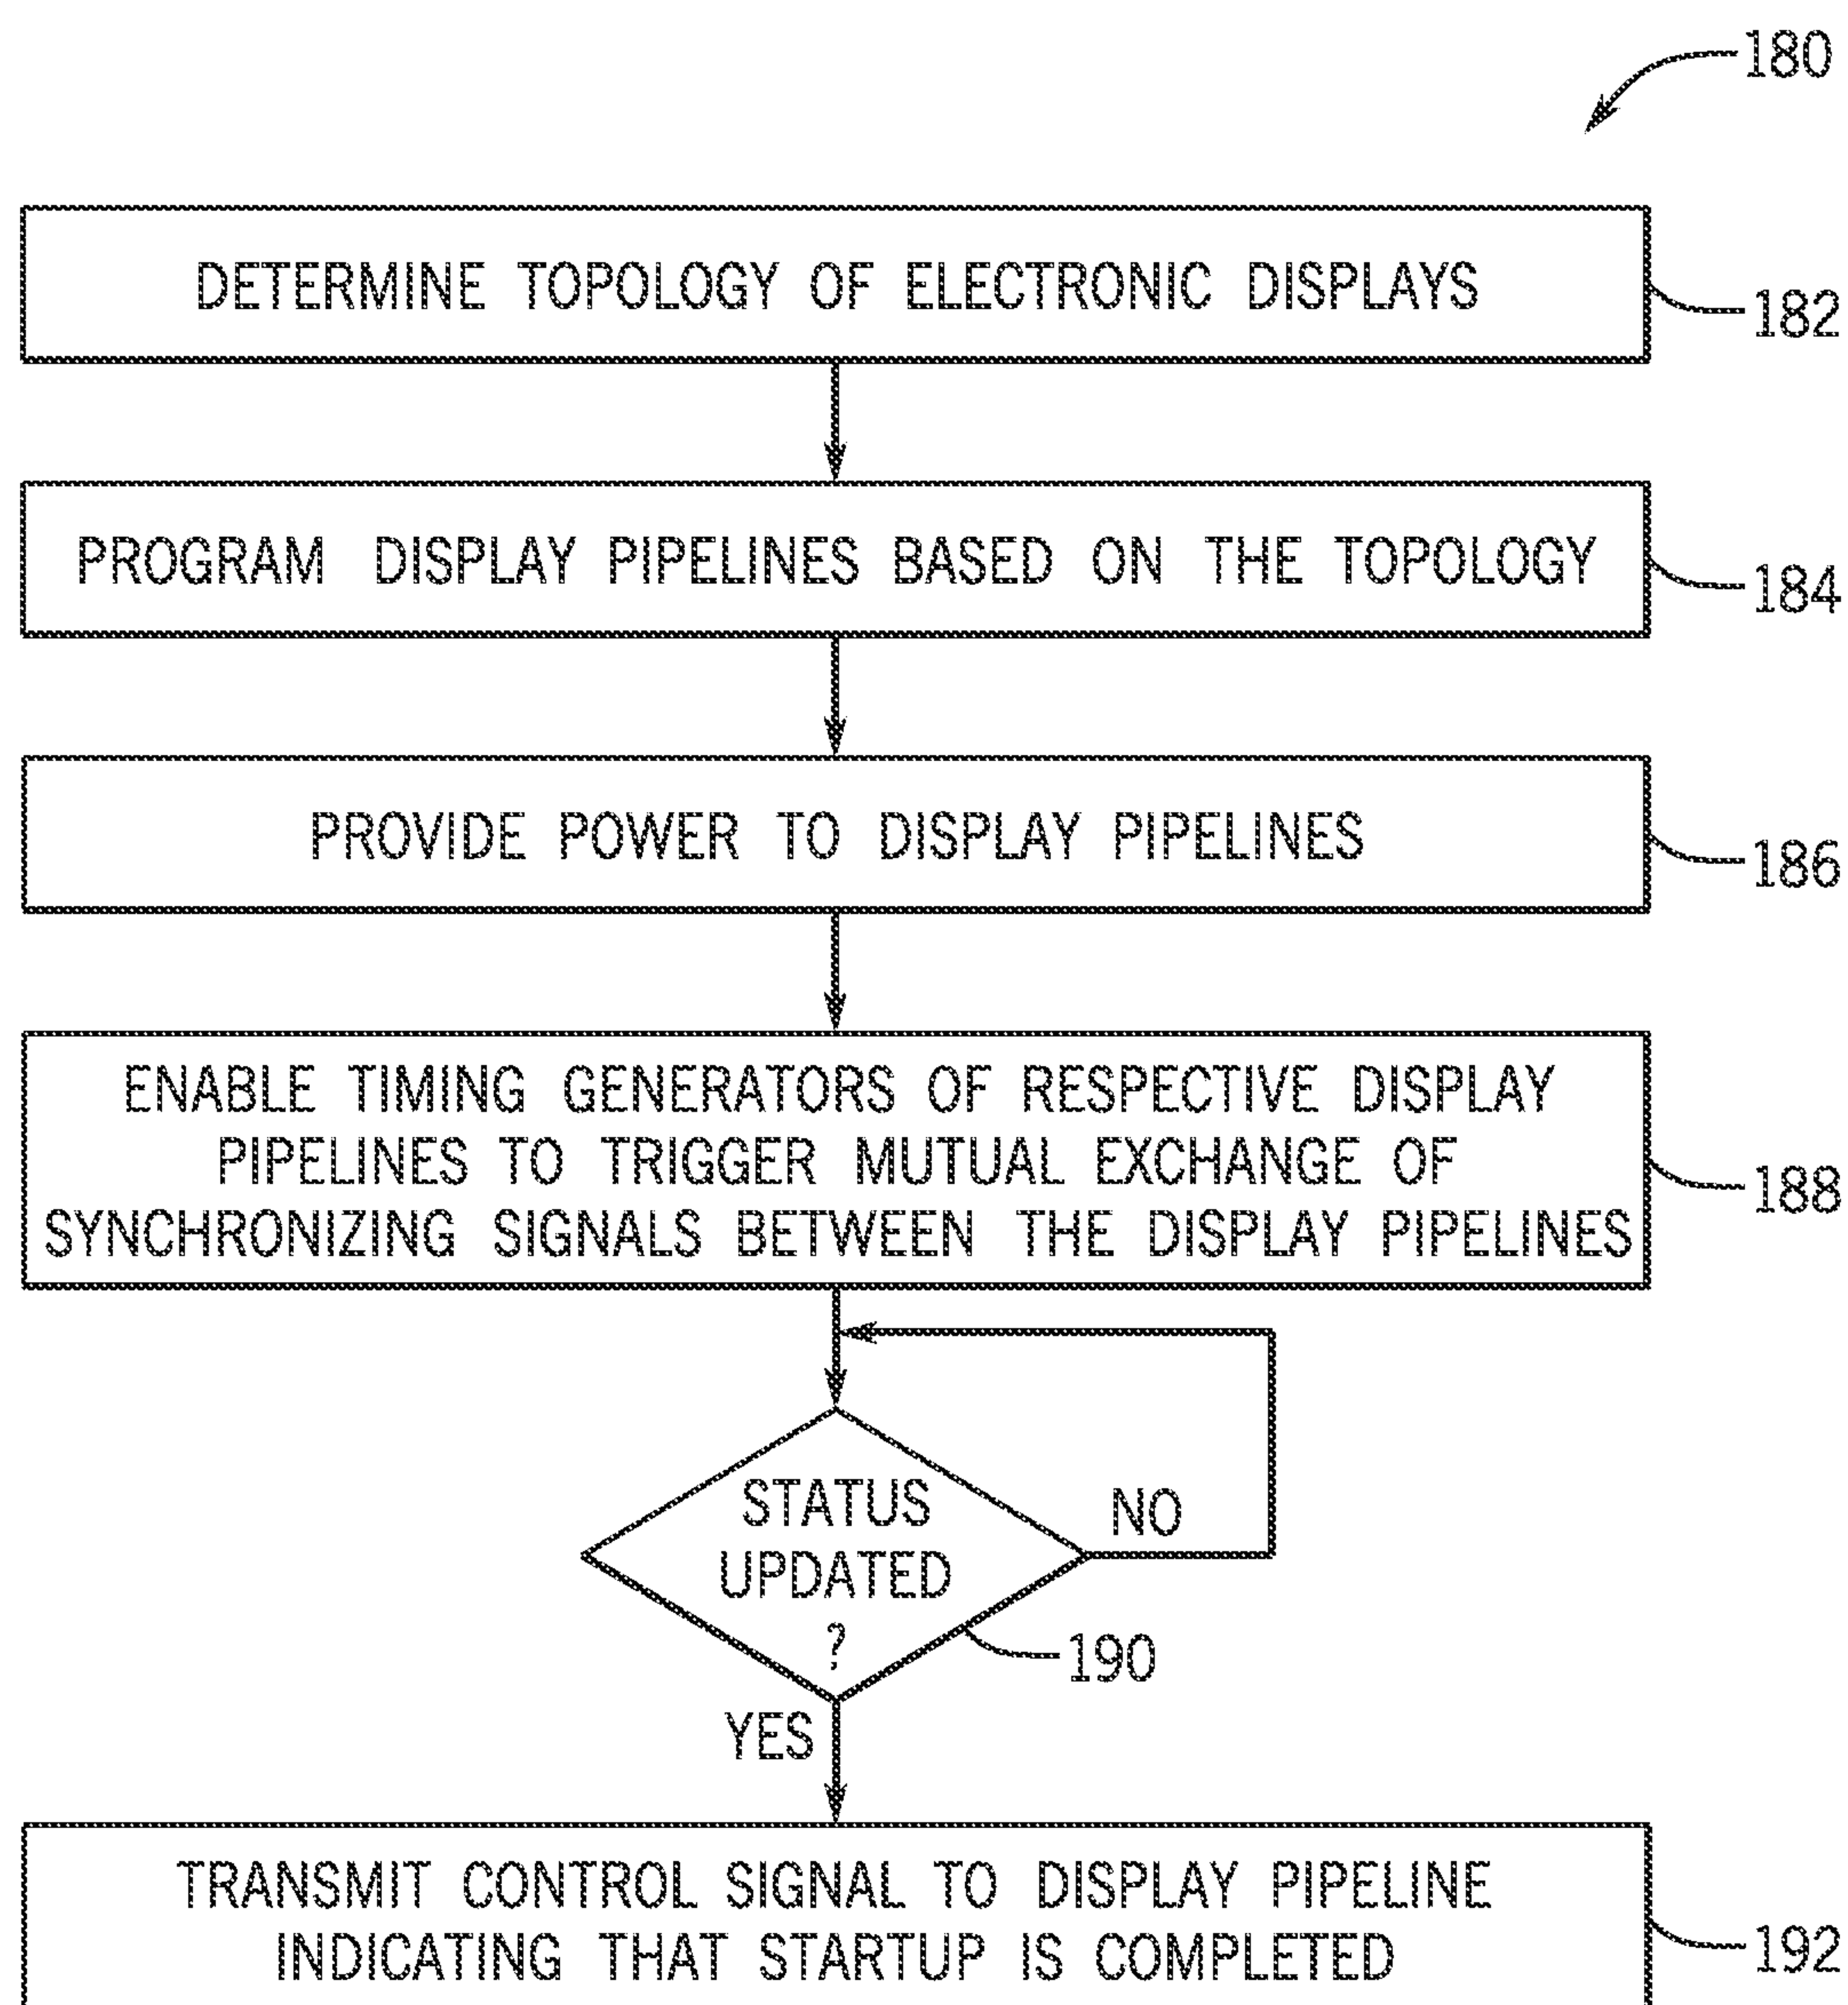 180
DETERMINE TOPOLOGY OF ELECTRONIC DISPLAYS
182
PROGRAM DISPLAY PIPELINES BASED ON THE TOPOLOGY
184
PROVIDE POWER TO DISPLAY PIPELINES
186
ENABLE TIMING GENERATORS OF RESPECTIVE DISPLAY
PIPELINES TO TRIGGER MUTUAL EXCHANGE OF
SYNCHRONIZING SIGNALS BETWEEN THE DISPLAY PIPELINES
188
STATUS
UPDATED
?
NO
190
YES
TRANSMIT CONTROL SIGNAL TO DISPLAY PIPELINE
INDICATING THAT STARTUP IS COMPLETED
192